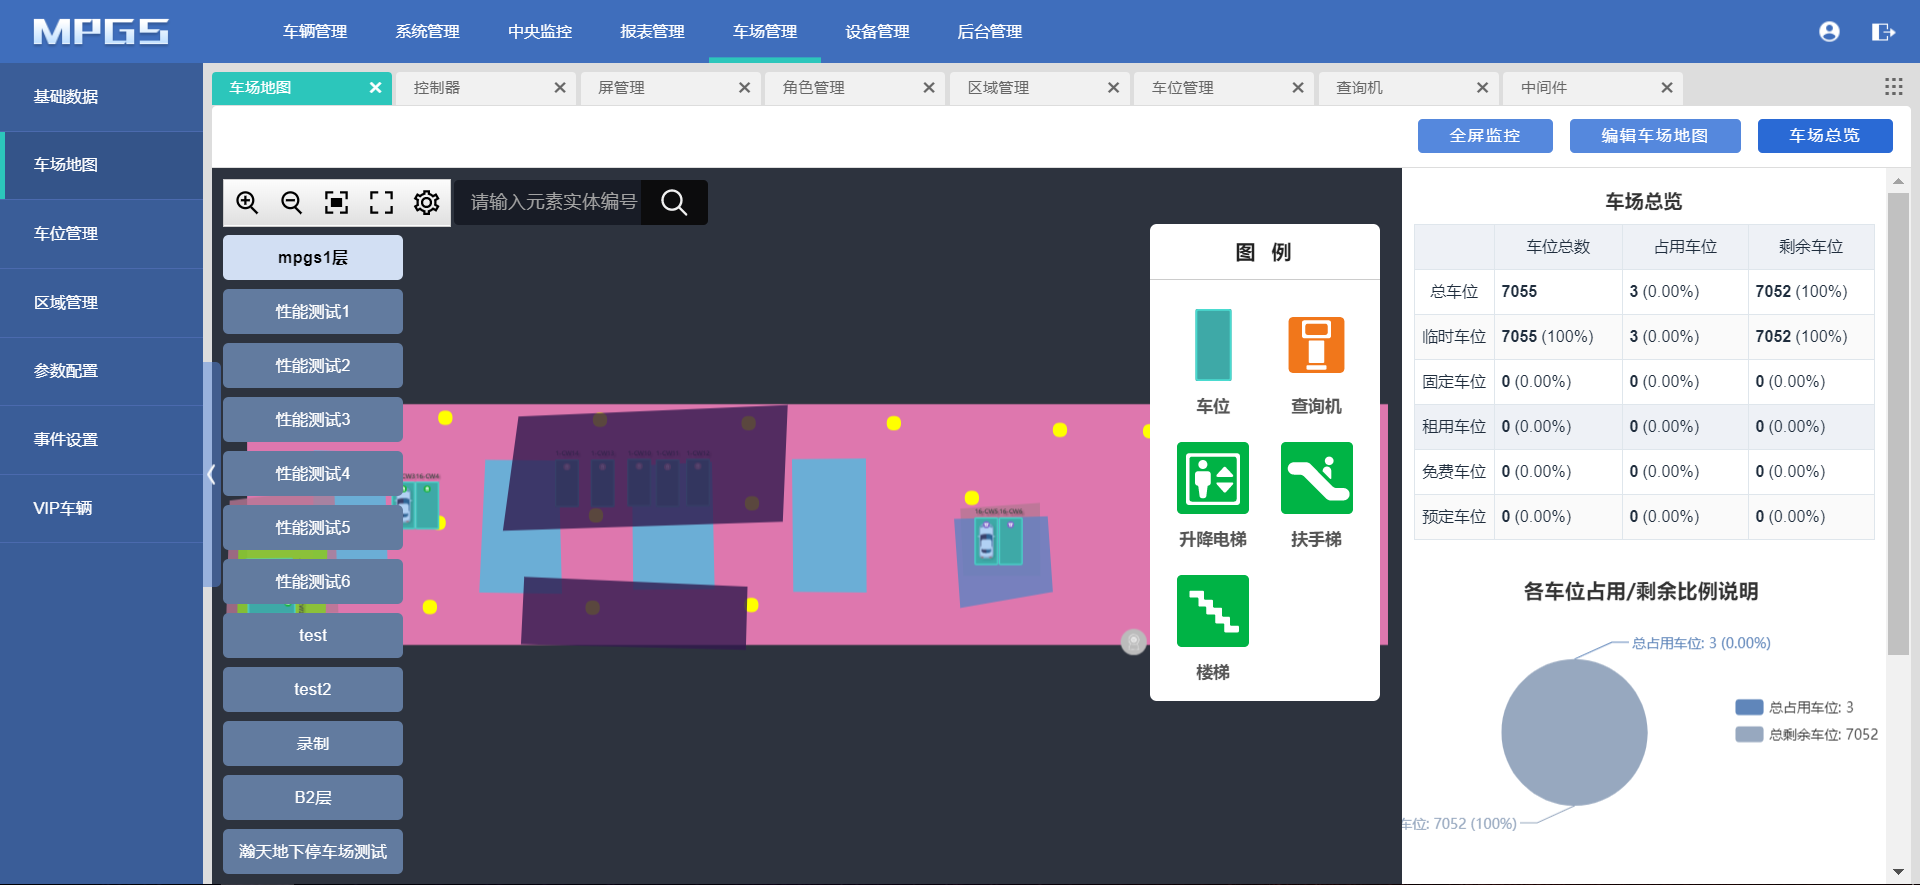 MPGS
车辆管理
系统管理
中央监控
报表管理
车场管理
设备管理
后台管理
基础数据
车场地图
车位管理
区域管理
参数配置
事件设置
VIP车辆
车场地图
控制器
屏管理
角色管理
区域管理
车位管理
查询机
中间件
全屏监控
编辑车场地图
车场总览
请输入元素实体编号
mpgs1层
性能测试1
性能测试2
性能测试3
性能测试4
性能测试5
性能测试6
test
test2
录制
B2层
瀚天地下停车场测试
图 例
车位
查询机
升降电梯
扶手梯
楼梯
车场总览
车位总数 占用车位 剩余车位
总车位 7055 3 (0.00%) 7052 (100%)
临时车位 7055 (100%) 3 (0.00%) 7052 (100%)
固定车位 0 (0.00%) 0 (0.00%) 0 (0.00%)
租用车位 0 (0.00%) 0 (0.00%) 0 (0.00%)
免费车位 0 (0.00%) 0 (0.00%) 0 (0.00%)
预定车位 0 (0.00%) 0 (0.00%) 0 (0.00%)
各车位占用/剩余比例说明
总占用车位: 3 (0.00%)
总占用车位: 3
总剩余车位: 7052
车位: 7052 (100%)